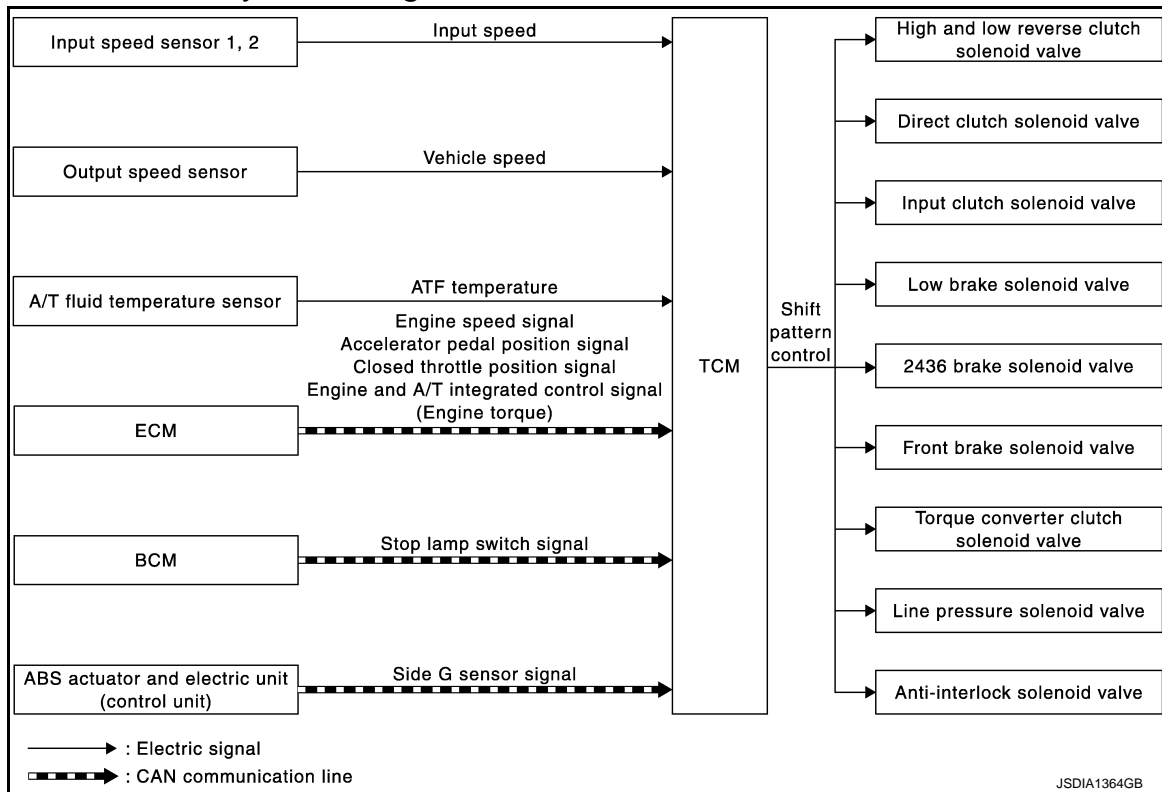 Input speed sensor 1, 2
Input speed
Output speed sensor
Vehicle speed
A/T fluid temperature sensor
ATF temperature
Engine speed signal
Accelerator pedal position signal
Closed throttle position signal
Engine and A/T integrated control signal
(Engine torque)
ECM
BCM
Stop lamp switch signal
ABS actuator and electric unit
(control unit)
Side G sensor signal
TCM
Shift
pattern
control
High and low reverse clutch
solenoid valve
Direct clutch solenoid valve
Input clutch solenoid valve
Low brake solenoid valve
2436 brake solenoid valve
Front brake solenoid valve
Torque converter clutch
solenoid valve
Line pressure solenoid valve
Anti-interlock solenoid valve
: Electric signal
: CAN communication line
JSDIA1364GB